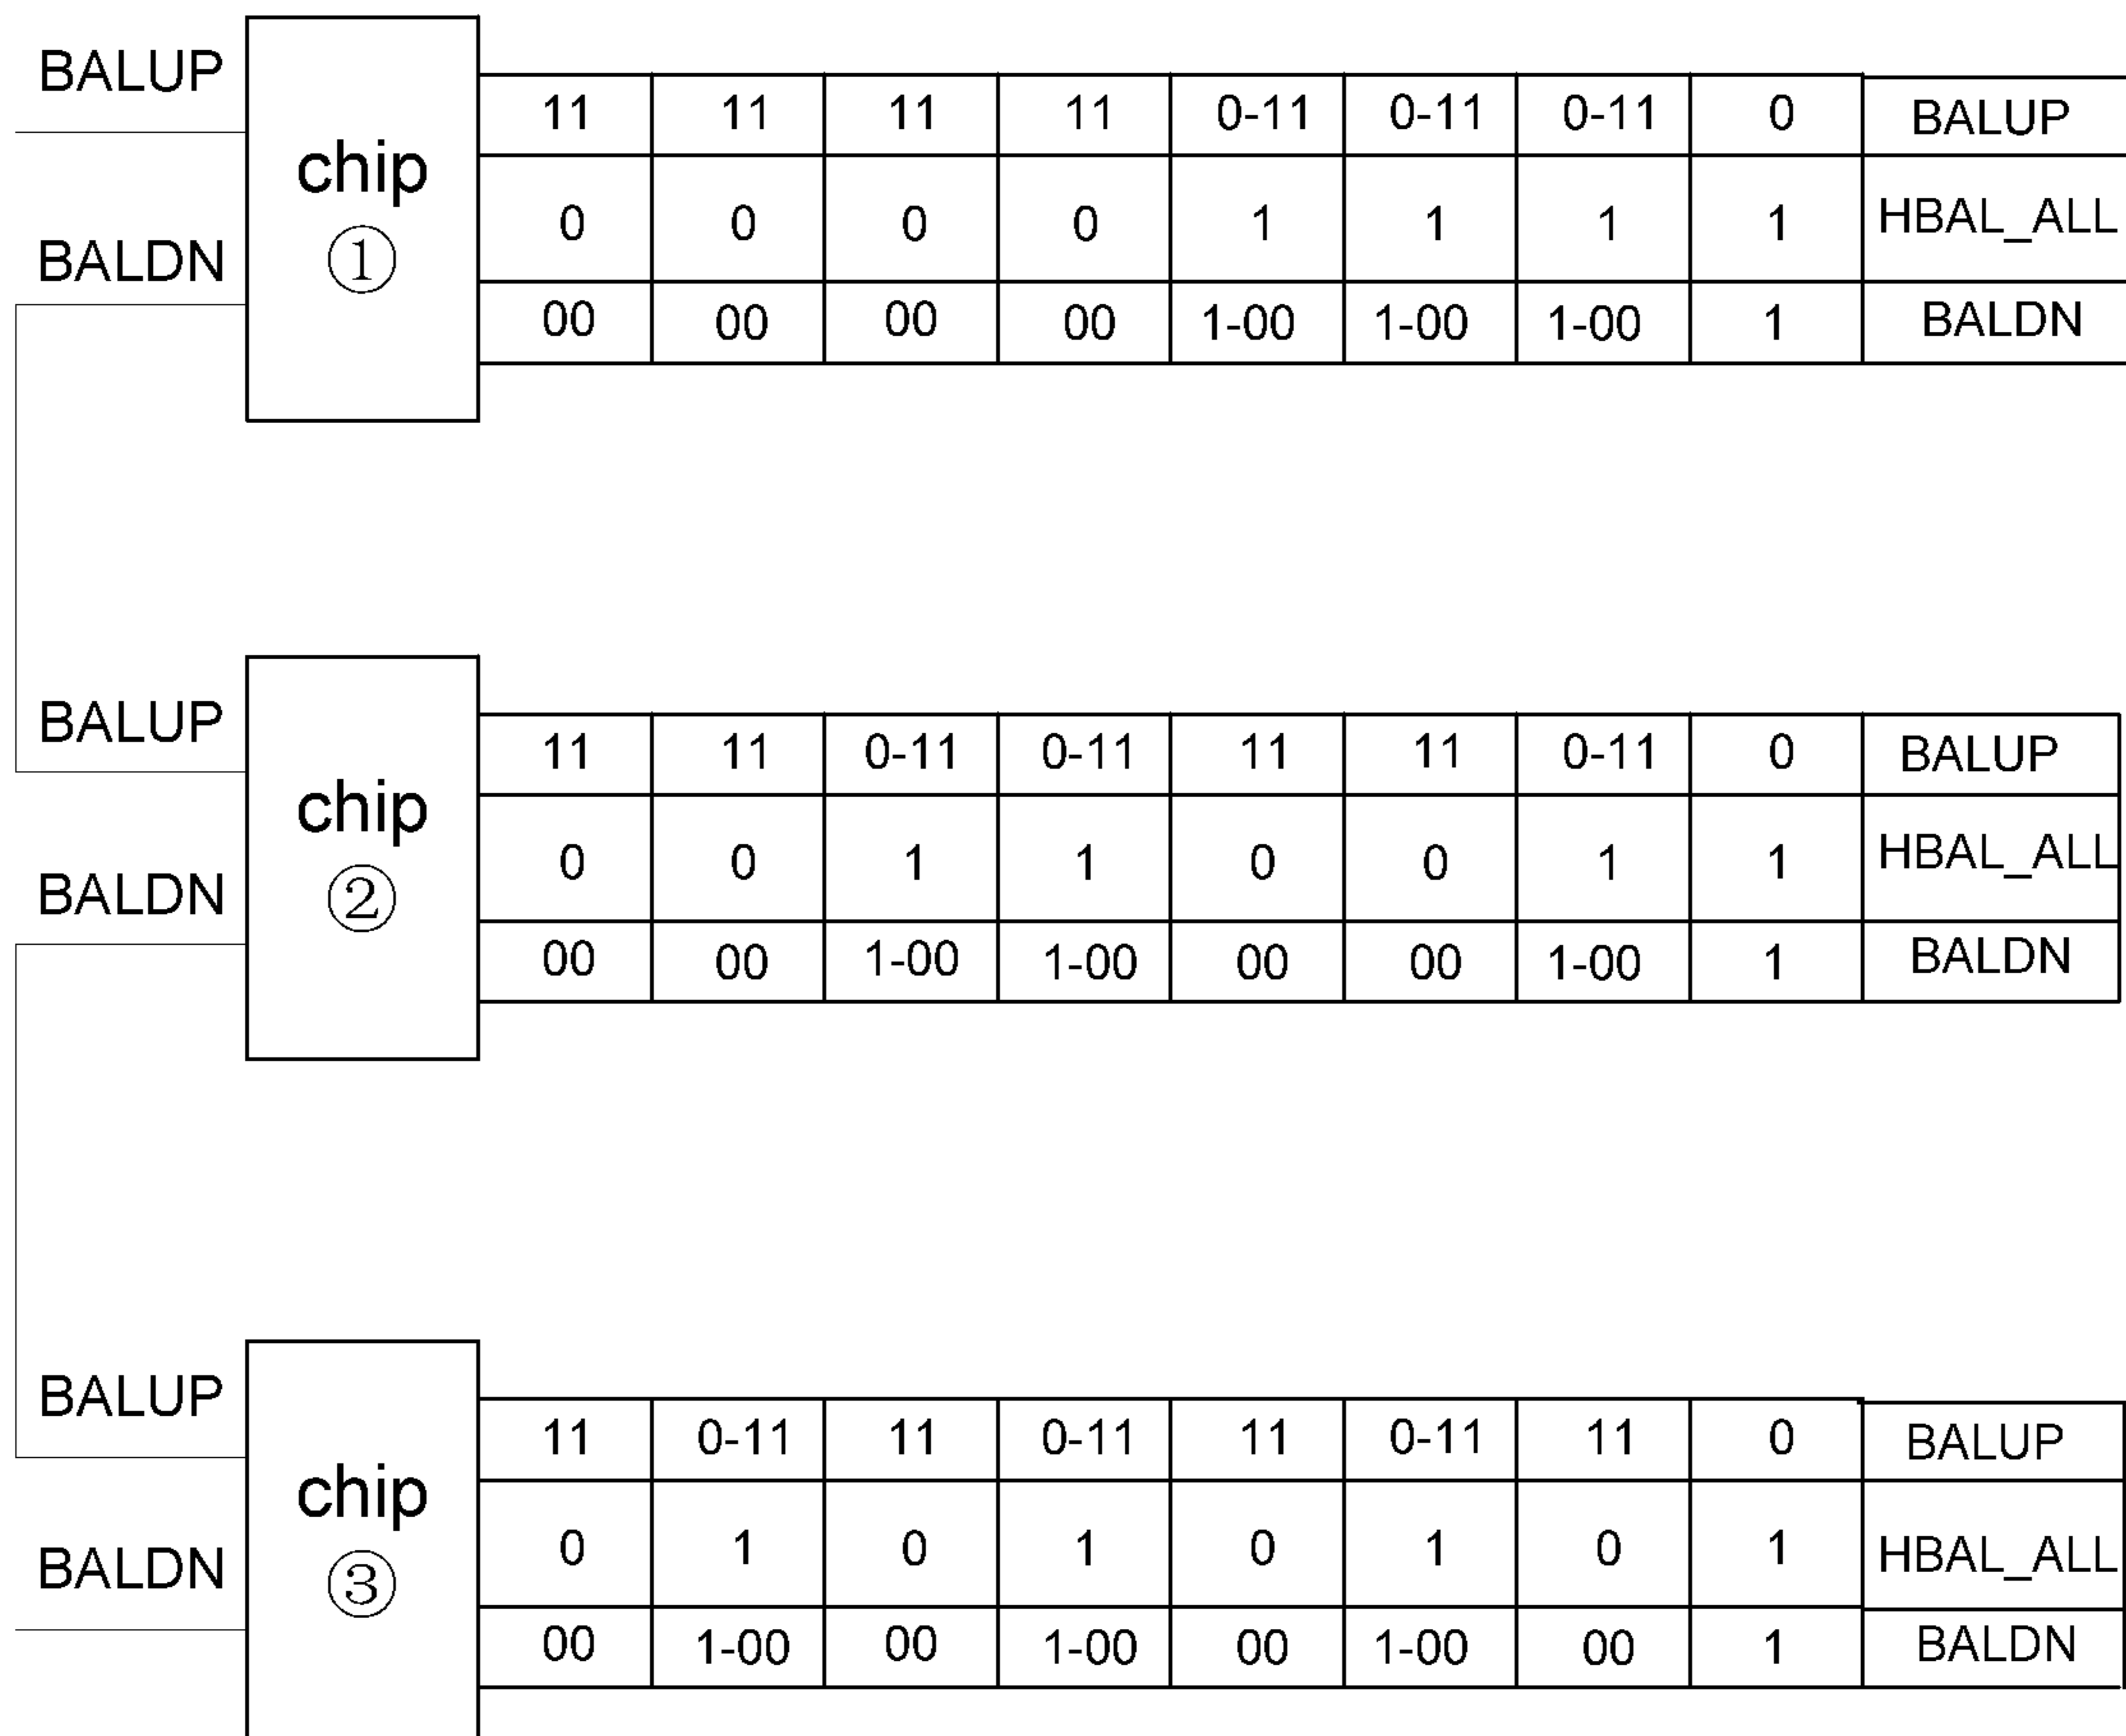 BALUP
BALDN
chip
①
11 11 11 11 0-11 0-11 0-11 0 BALUP
0 0 0 0 1 1 1 1 HBAL_ALL
00 00 00 00 1-00 1-00 1-00 1 BALDN
BALUP
BALDN
chip
②
11 11 0-11 0-11 11 11 0-11 0 BALUP
0 0 1 1 0 0 1 1 HBAL_ALL
00 00 1-00 1-00 00 00 1-00 1 BALDN
BALUP
BALDN
chip
③
11 0-11 11 0-11 11 0-11 11 0 BALUP
0 1 0 1 0 1 0 1 HBAL_ALL
00 1-00 00 1-00 00 1-00 00 1 BALDN